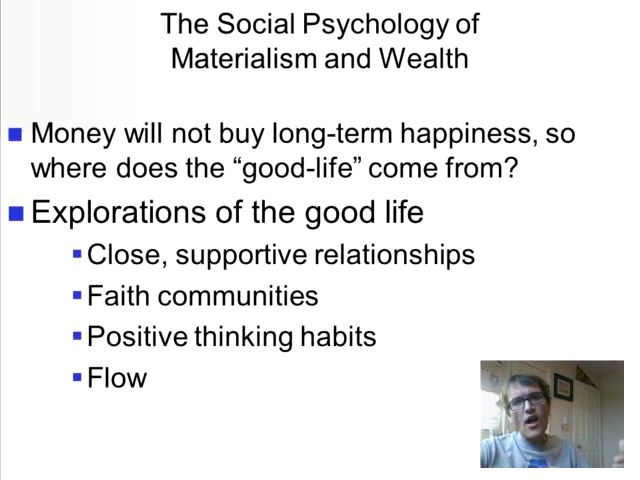 The Social Psychology of
Materialism and Wealth
Money will not buy long-term happiness, so
where does the “good-life” come from?
Explorations of the good life
Close, supportive relationships
Faith communities
Positive thinking habits
Flow